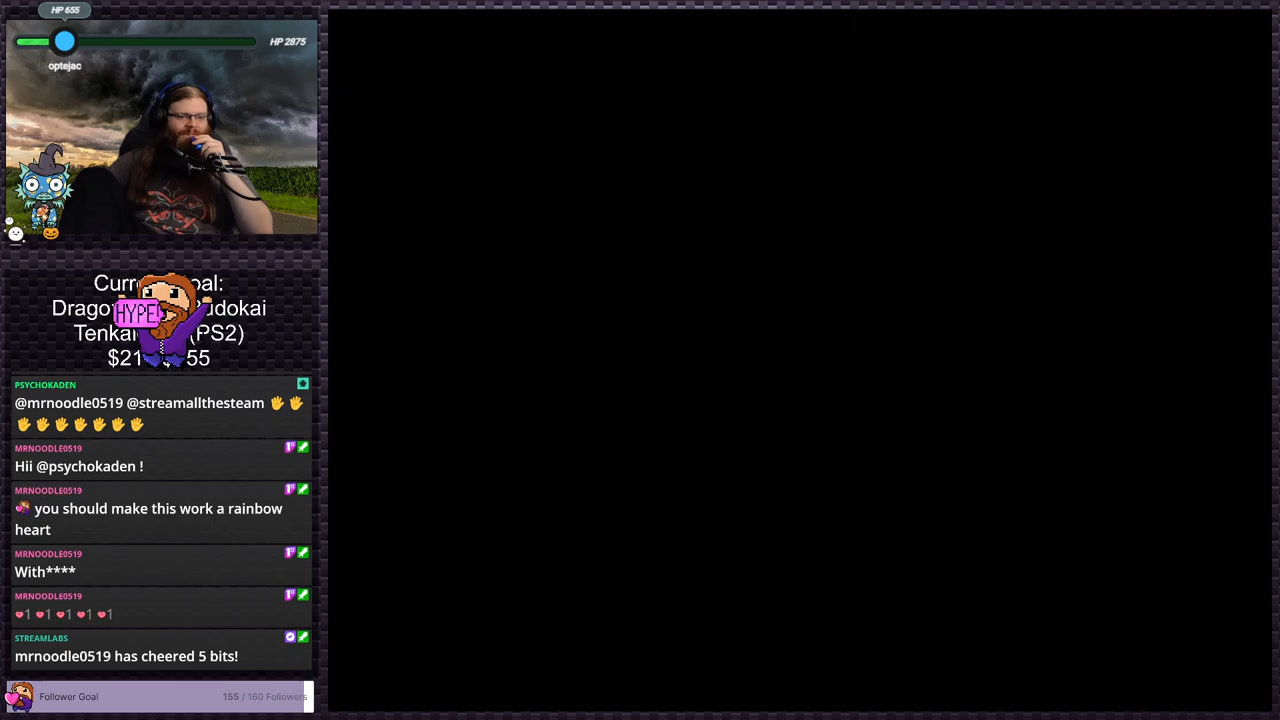 HP 655
HP 2875
optejac
Curr oal:
Drago udokai
Tenkai (PS2)
$21 55
HYPE!
PSYCHOKADEN
@mrnoodle0519 @streamallthesteam 🖐🖐
🖐🖐🖐🖐🖐🖐🖐
MRNOODLE0519
Hii @psychokaden !
MRNOODLE0519
you should make this work a rainbow
heart
MRNOODLE0519
With****
MRNOODLE0519
1 1 1 1 1
STREAMLABS
mrnoodle0519 has cheered 5 bits!
Follower Goal
155 / 160 Followers